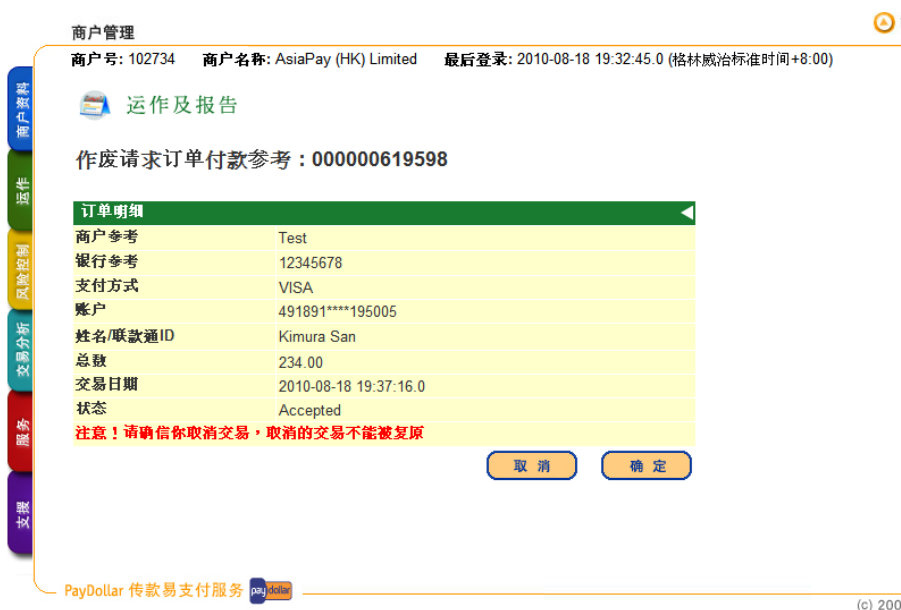 商户管理
商户号: 102734 商户名称: AsiaPay (HK) Limited 最后登录: 2010-08-18 19:32:45.0 (格林威治标准时间+8:00)
商户资料
运作
风险控制
交易分析
服务
支援
运作及报告
作废请求订单付款参考：000000619598
订单明细
商户参考 Test
银行参考 12345678
支付方式 VISA
账户 491891****195005
姓名/联款通ID Kimura San
总数 234.00
交易日期 2010-08-18 19:37:16.0
状态 Accepted
注意！请确信你取消交易，取消的交易不能被复原
取 消 确 定
PayDollar 传款易支付服务 paydollar
(c) 200